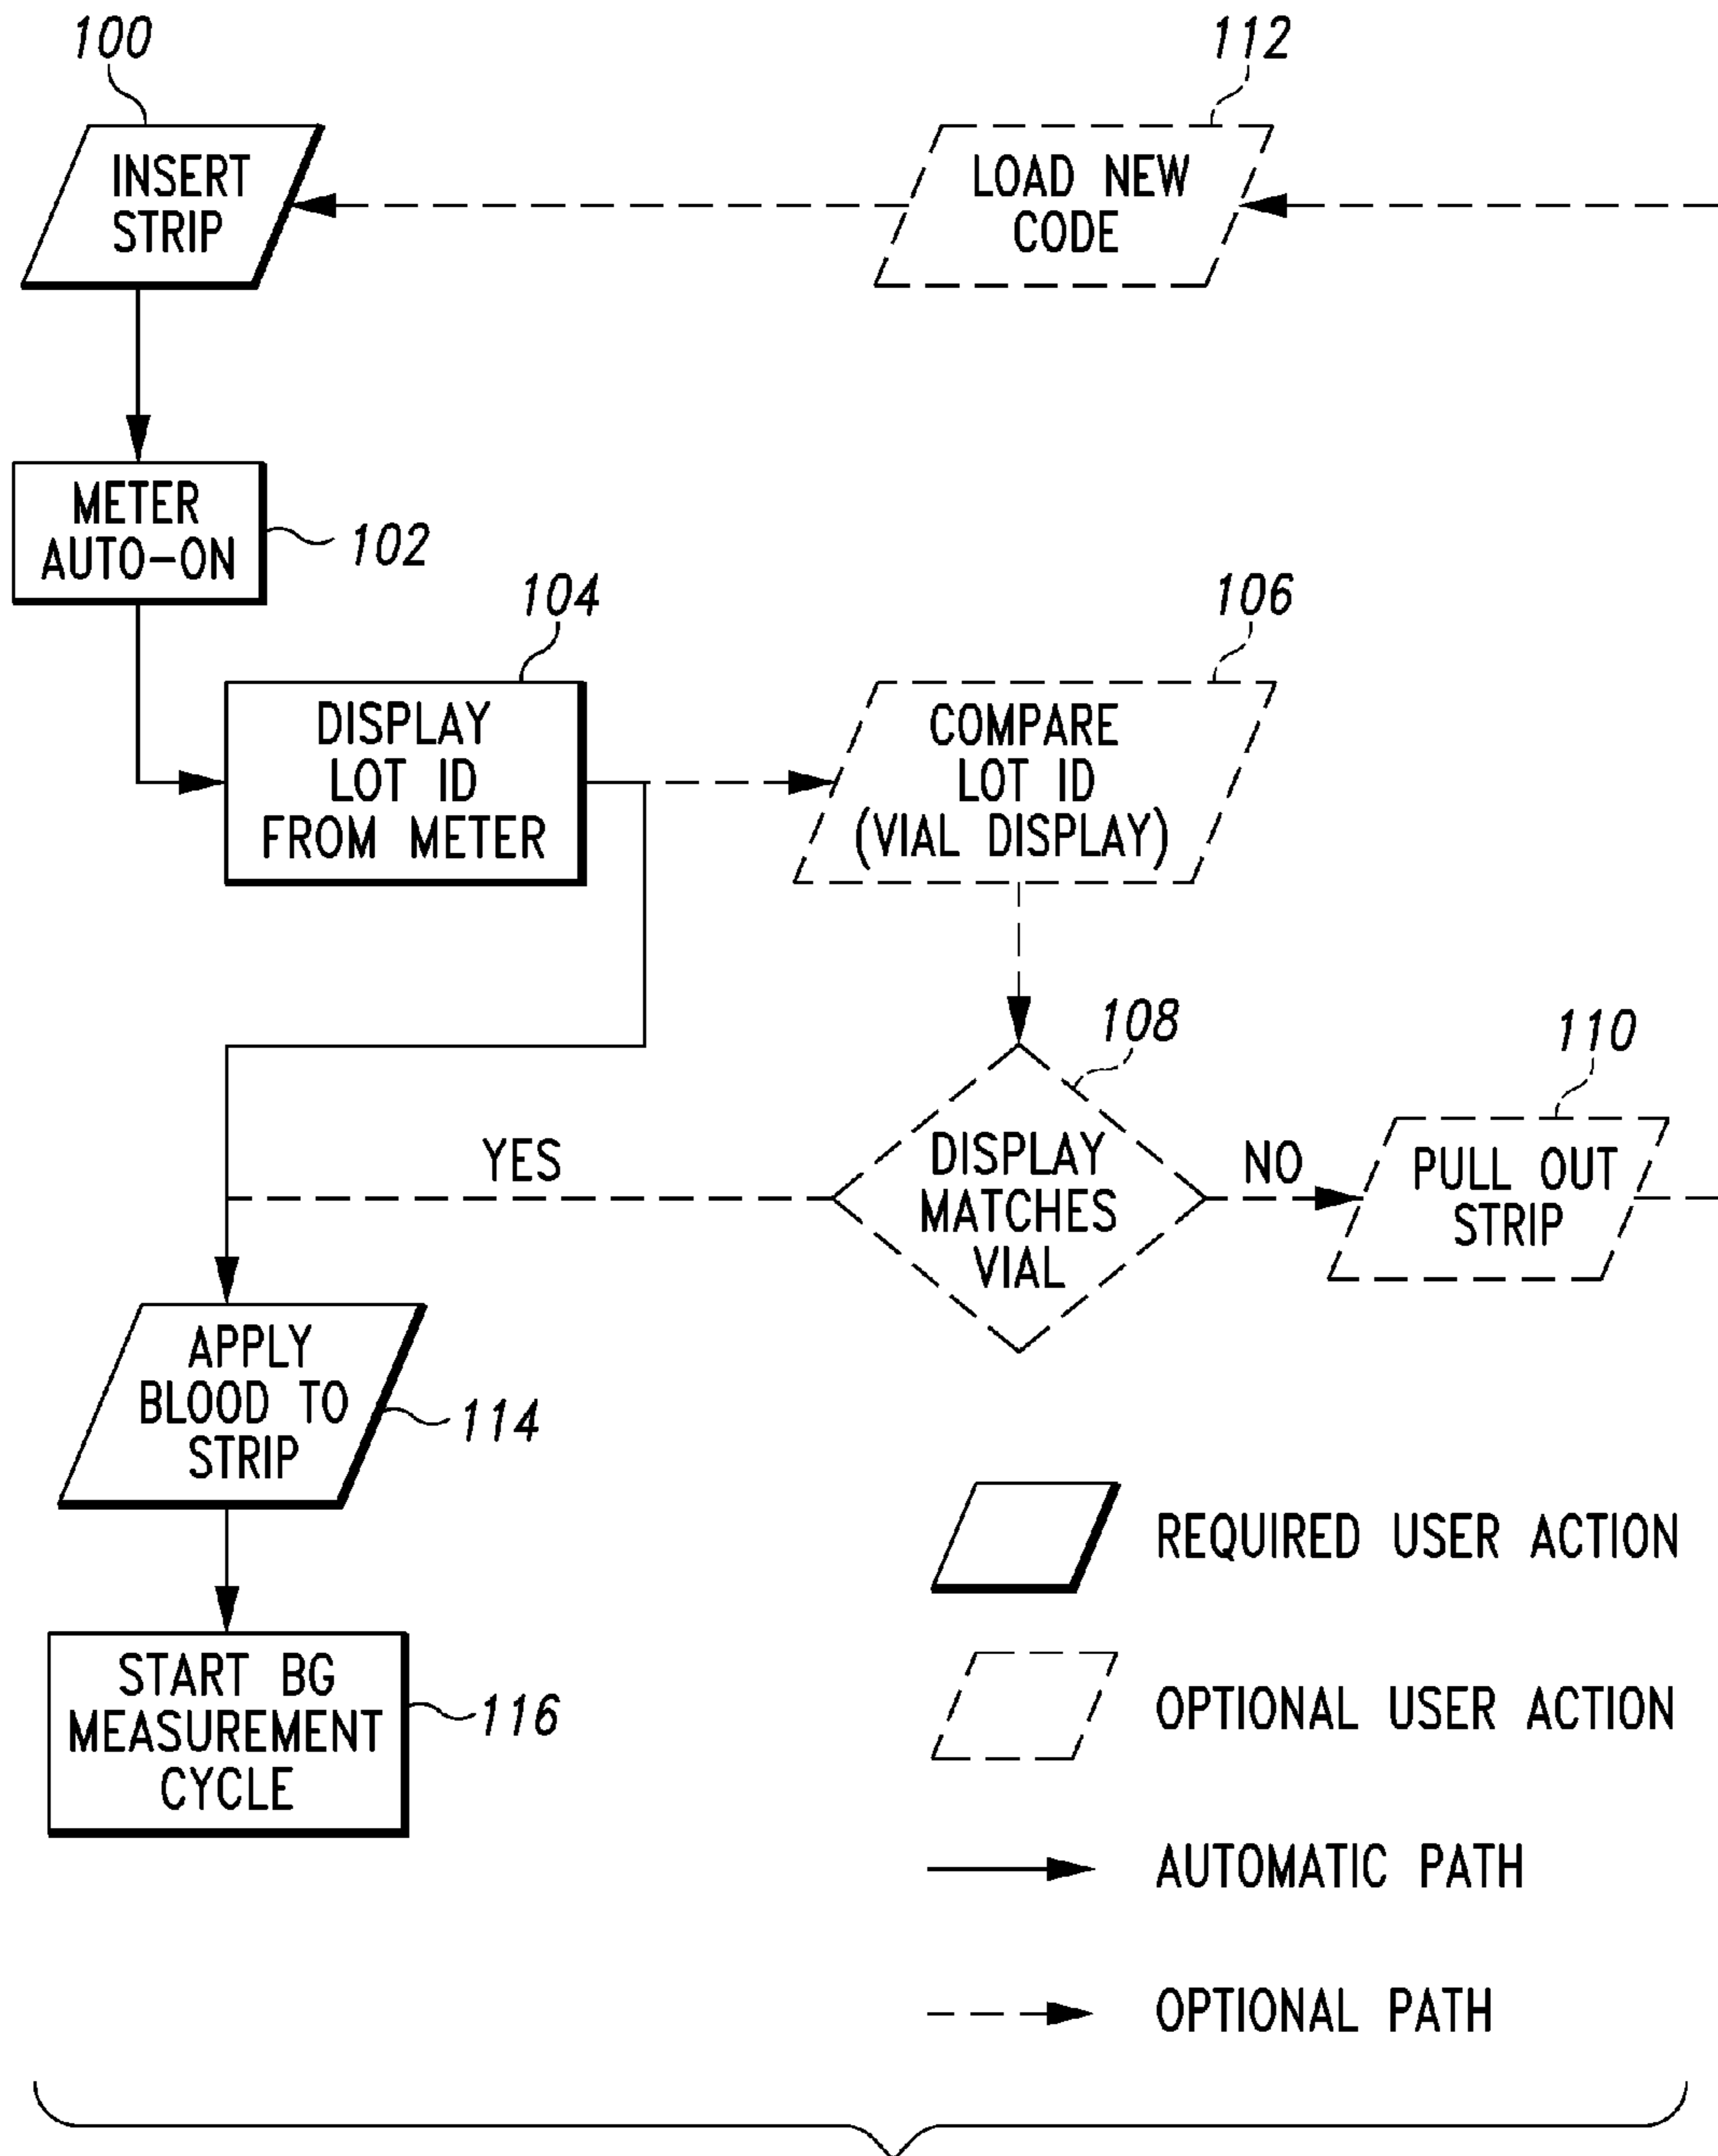 100
112
INSERT
STRIP
LOAD NEW
CODE
METER
AUTO-ON
102
104
106
DISPLAY
LOT ID
FROM METER
COMPARE
LOT ID
(VIAL DISPLAY)
108
110
YES
DISPLAY
MATCHES
VIAL
NO
PULL OUT
STRIP
APPLY
BLOOD TO
STRIP
114
REQUIRED USER ACTION
START BG
MEASUREMENT
CYCLE
116
OPTIONAL USER ACTION
AUTOMATIC PATH
OPTIONAL PATH